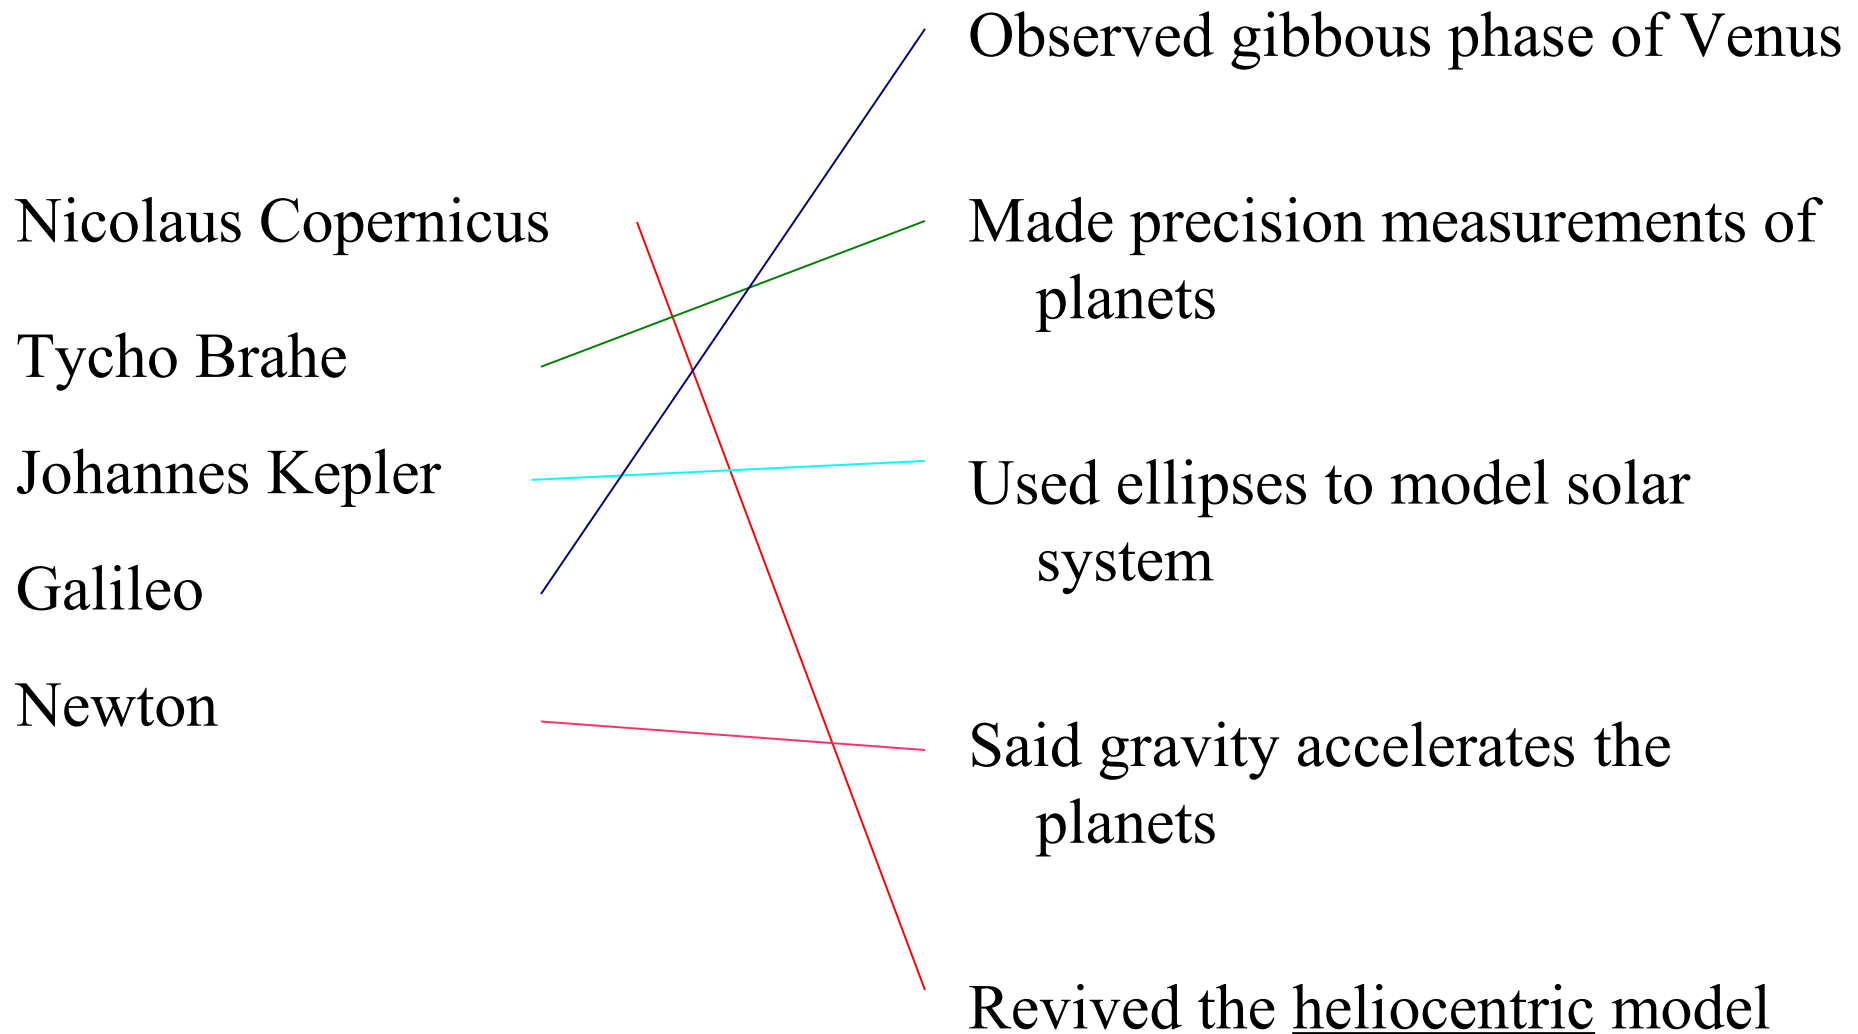 Nicolaus Copernicus
Tycho Brahe
Johannes Kepler
Galileo
Newton
Observed gibbous phase of Venus
Made precision measurements of
planets
Used ellipses to model solar
system
Said gravity accelerates the
planets
Revived the heliocentric model